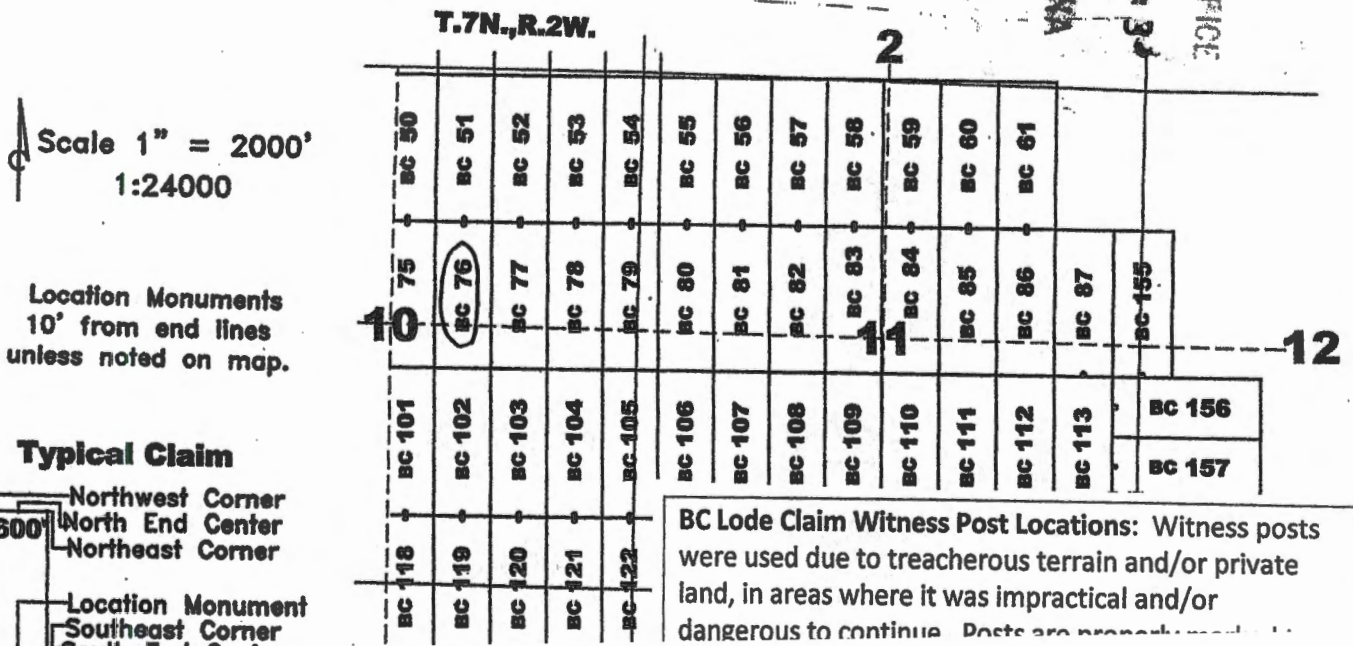 T.7N.,R.2W.
2
Scale 1" = 2000'
1:24000
BC 50
BC 51
BC 52
BC 53
BC 54
BC 55
BC 56
BC 57
BC 58
BC 59
BC 60
BC 61
Location Monuments
10' from end lines
unless noted on map.
75
BC 76
BC 77
BC 78
BC 79
BC 80
BC 81
BC 82
BC 83
BC 84
BC 85
BC 86
BC 87
BC 155
10
11
12
BC 101
BC 102
BC 103
BC 104
BC 105
BC 106
BC 107
BC 108
BC 109
BC 110
BC 111
BC 112
BC 113
BC 156
BC 157
Typical Claim
Northwest Corner
600' North End Center
Northeast Corner
Location Monument
Southeast Corner
BC 118
BC 119
BC 120
BC 121
BC 122
BC Lode Claim Witness Post Locations: Witness posts
were used due to treacherous terrain and/or private
land, in areas where it was impractical and/or
dangerous to continue. Posts are properly